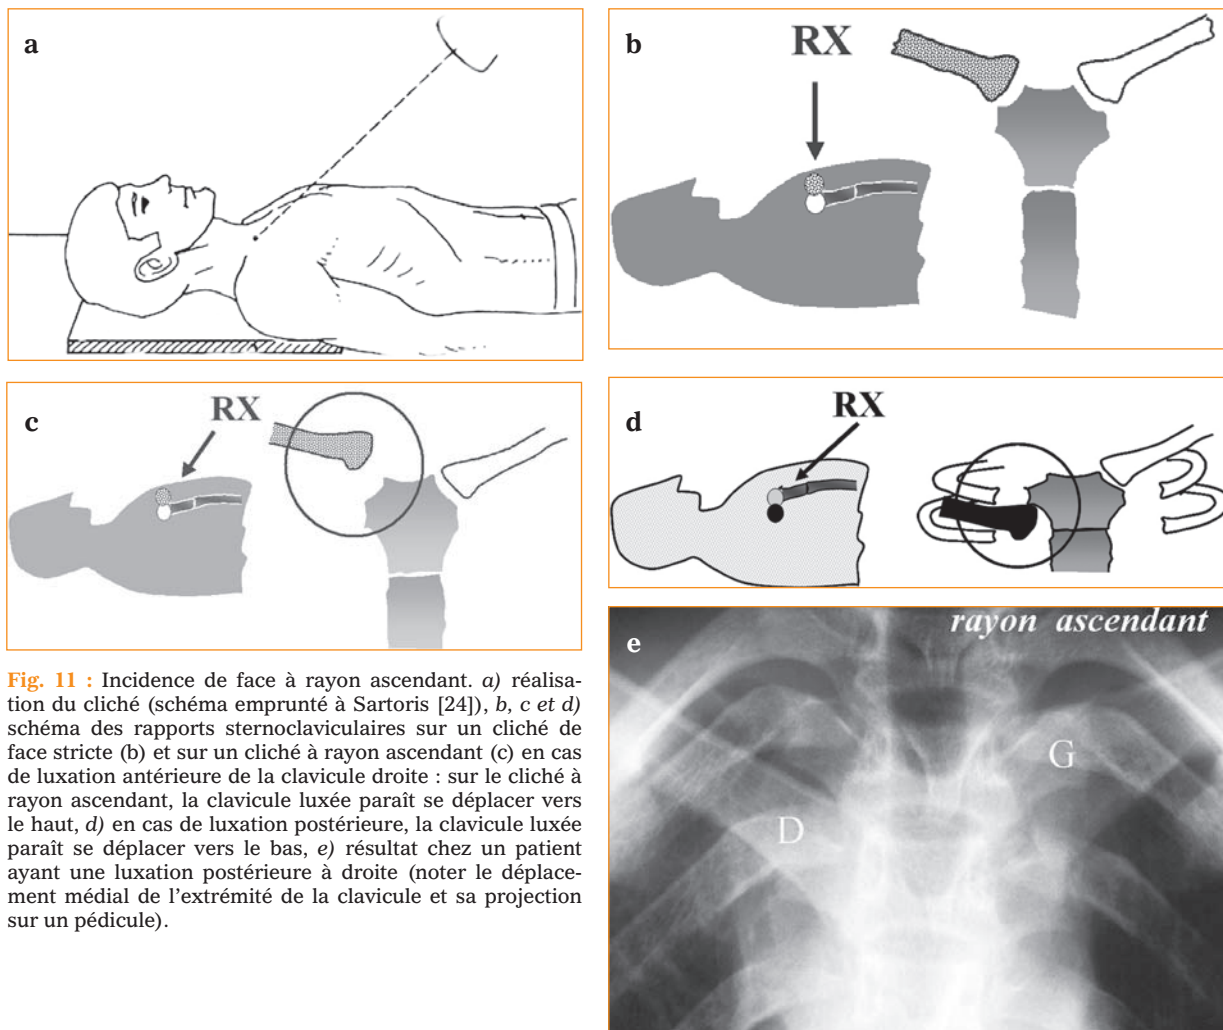 a
b
RX
c
RX
d
RX
Fig. 11 : Incidence de face à rayon ascendant. a) réalisa-
tion du cliché (schéma emprunté à Sartoris [24]), b, c et d)
schéma des rapports sternoclaviculaires sur un cliché de
face stricte (b) et sur un cliché à rayon ascendant (c) en cas
de luxation antérieure de la clavicule droite : sur le cliché à
rayon ascendant, la clavicule luxée paraît se déplacer vers
le haut, d) en cas de luxation postérieure, la clavicule luxée
paraît se déplacer vers le bas, e) résultat chez un patient
ayant une luxation postérieure à droite (noter le déplace-
ment médial de l'extrémité de la clavicule et sa projection
sur un pédicule).
e
rayon ascendant
G
D